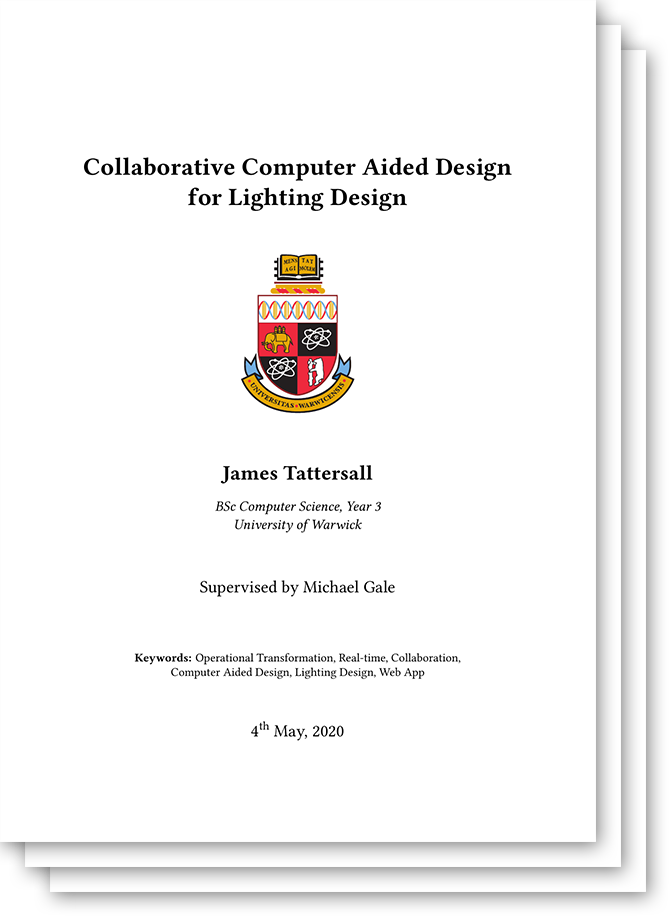 Collaborative Computer Aided Design
for Lighting Design
MENS TAT
AGI MOLEM
UNIVERSITAS WARWICENSIS
James Tattersall
BSc Computer Science, Year 3
University of Warwick
Supervised by Michael Gale
Keywords: Operational Transformation, Real-time, Collaboration,
Computer Aided Design, Lighting Design, Web App
4th May, 2020